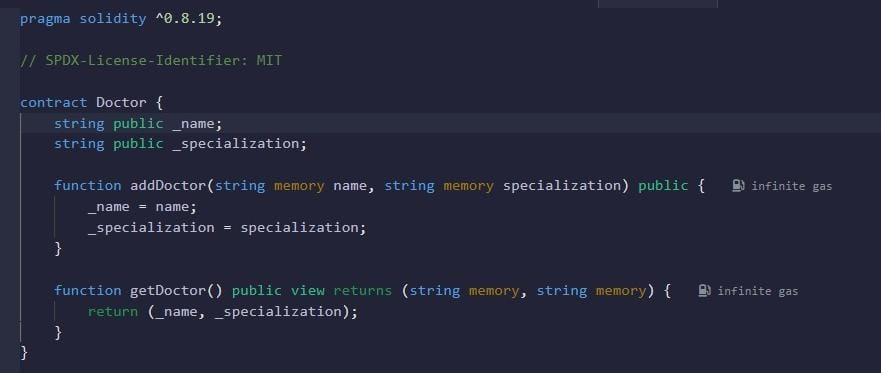 pragma solidity ^0.8.19;
// SPDX-License-Identifier: MIT
contract Doctor {
string public _name;
string public _specialization;
function addDoctor(string memory name, string memory specialization) public { infinite gas
_name = name;
_specialization = specialization;
}
function getDoctor() public view returns (string memory, string memory) { infinite gas
return (_name, _specialization);
}
}